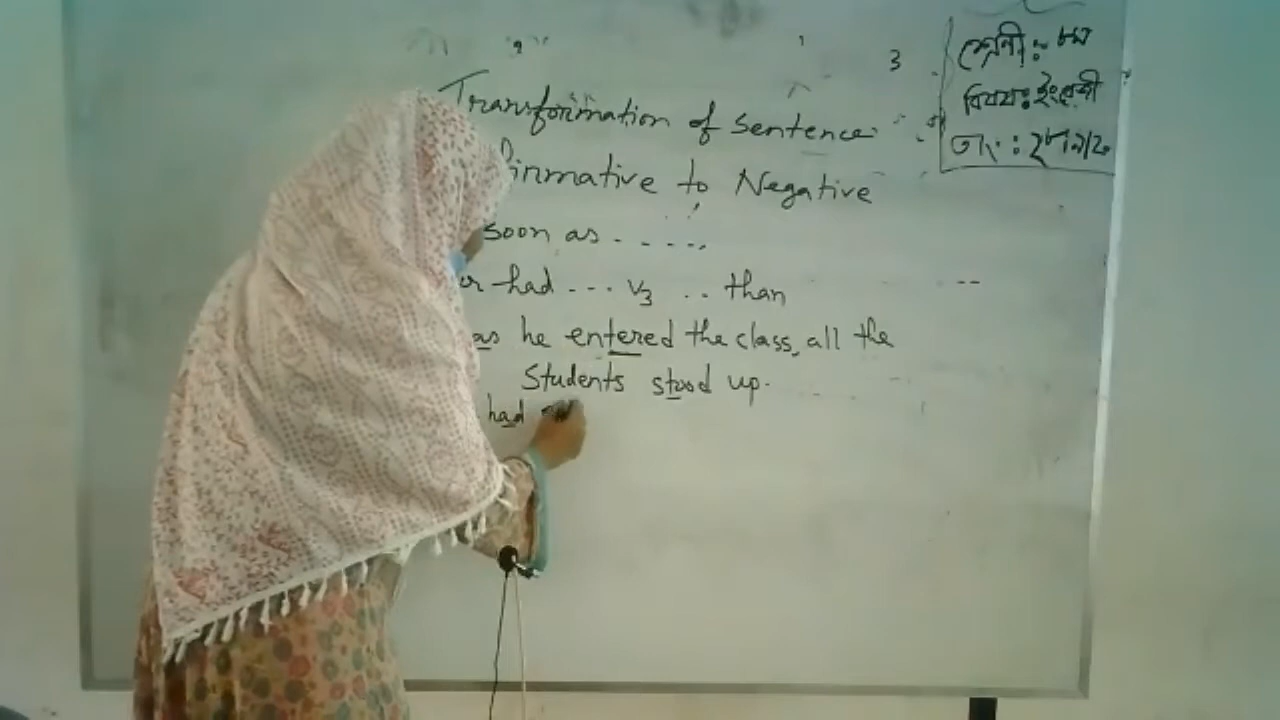 শ্রেণী : ৮ম
বিষয় : ইংরেজী
তাং :
Transformation of Sentence:
to Negative
soon as . . . . .
had . . . v3 . . than
as he entered the class, all the
Students stood up.
had